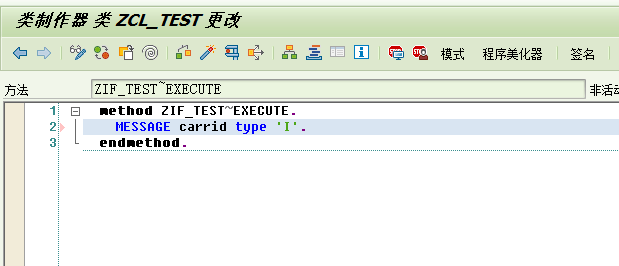 类制作器 类 ZCL_TEST 更改
模式 程序美化器 签名
方法 ZIF_TEST~EXECUTE 非活动
1 method ZIF_TEST~EXECUTE.
2 MESSAGE carrid type 'I'.
3 endmethod.